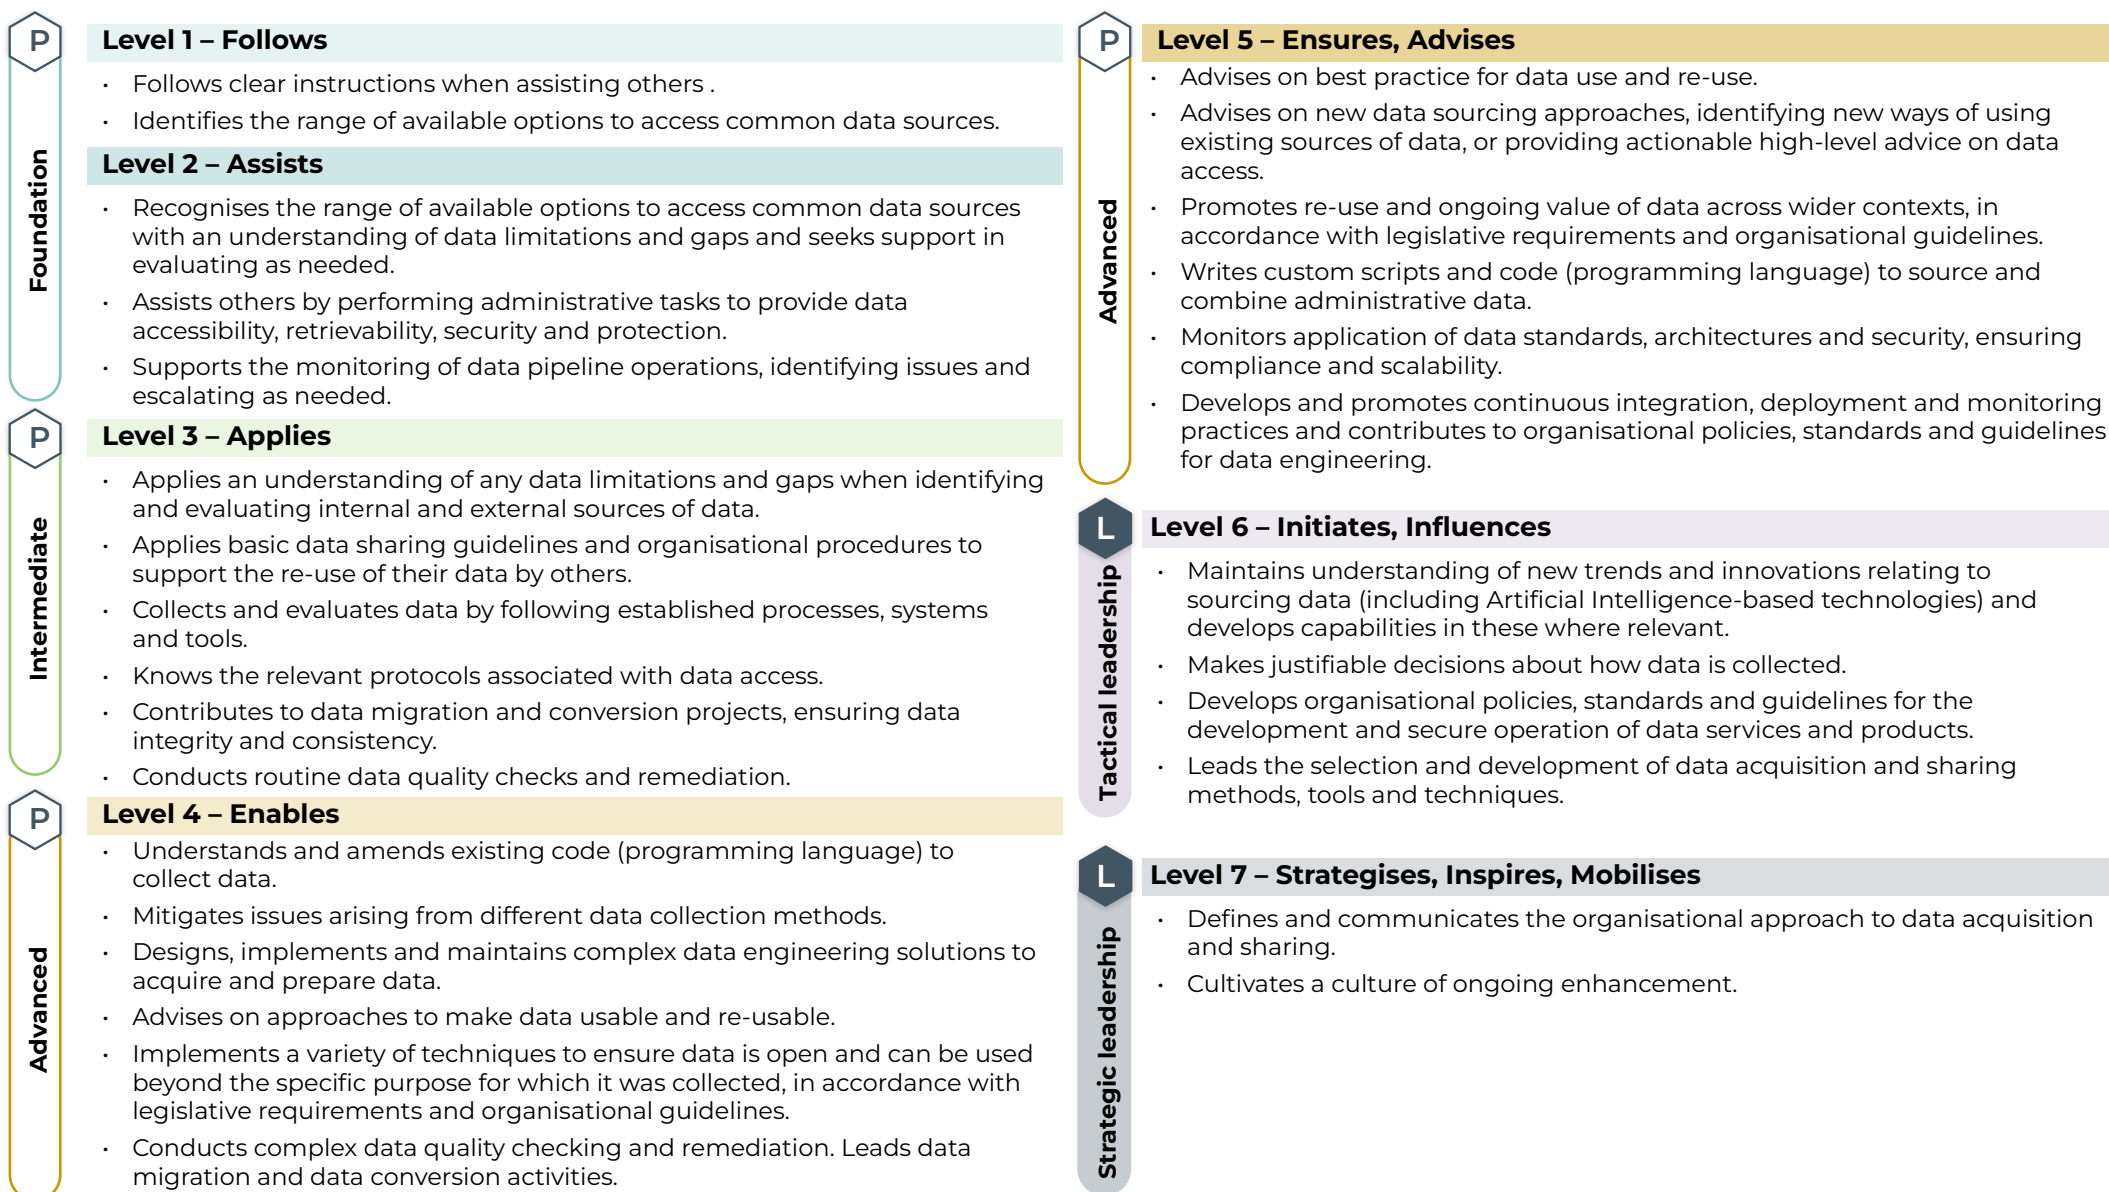 P
Foundation
Level 1 – Follows
• Follows clear instructions when assisting others .
• Identifies the range of available options to access common data sources.
Level 2 – Assists
• Recognises the range of available options to access common data sources
with an understanding of data limitations and gaps and seeks support in
evaluating as needed.
• Assists others by performing administrative tasks to provide data
accessibility, retrievability, security and protection.
• Supports the monitoring of data pipeline operations, identifying issues and
escalating as needed.
P
Intermediate
Level 3 – Applies
• Applies an understanding of any data limitations and gaps when identifying
and evaluating internal and external sources of data.
• Applies basic data sharing guidelines and organisational procedures to
support the re-use of their data by others.
• Collects and evaluates data by following established processes, systems
and tools.
• Knows the relevant protocols associated with data access.
• Contributes to data migration and conversion projects, ensuring data
integrity and consistency.
• Conducts routine data quality checks and remediation.
P
Advanced
Level 4 – Enables
• Understands and amends existing code (programming language) to
collect data.
• Mitigates issues arising from different data collection methods.
• Designs, implements and maintains complex data engineering solutions to
acquire and prepare data.
• Advises on approaches to make data usable and re-usable.
• Implements a variety of techniques to ensure data is open and can be used
beyond the specific purpose for which it was collected, in accordance with
legislative requirements and organisational guidelines.
• Conducts complex data quality checking and remediation. Leads data
migration and data conversion activities.
P
Advanced
Level 5 – Ensures, Advises
• Advises on best practice for data use and re-use.
• Advises on new data sourcing approaches, identifying new ways of using
existing sources of data, or providing actionable high-level advice on data
access.
• Promotes re-use and ongoing value of data across wider contexts, in
accordance with legislative requirements and organisational guidelines.
• Writes custom scripts and code (programming language) to source and
combine administrative data.
• Monitors application of data standards, architectures and security, ensuring
compliance and scalability.
• Develops and promotes continuous integration, deployment and monitoring
practices and contributes to organisational policies, standards and guidelines
for data engineering.
L
Tactical leadership
Level 6 – Initiates, Influences
• Maintains understanding of new trends and innovations relating to
sourcing data (including Artificial Intelligence-based technologies) and
develops capabilities in these where relevant.
• Makes justifiable decisions about how data is collected.
• Develops organisational policies, standards and guidelines for the
development and secure operation of data services and products.
• Leads the selection and development of data acquisition and sharing
methods, tools and techniques.
L
Strategic leadership
Level 7 – Strategises, Inspires, Mobilises
• Defines and communicates the organisational approach to data acquisition
and sharing.
• Cultivates a culture of ongoing enhancement.